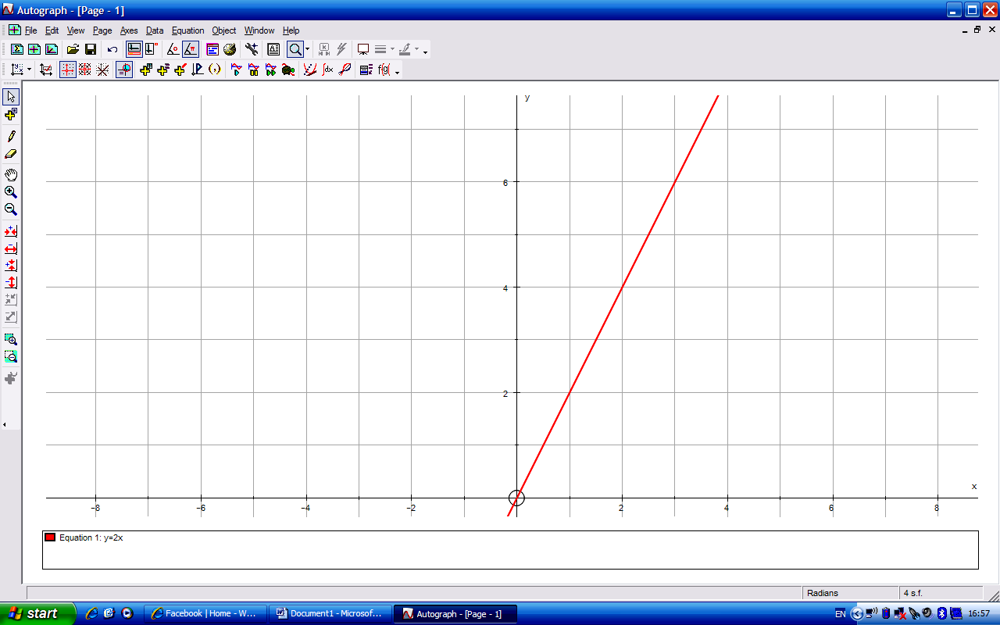 Autograph - [Page - 1]
File Edit View Page Axes Data Equation Object Window Help
y
6
4
2
x
-8 -6 -4 -2 2 4 6 8
Equation 1: y=2x
Radians 4 s.f.
start Facebook | Home - W... Document1 - Microsof... Autograph - [Page - 1] EN 16:57